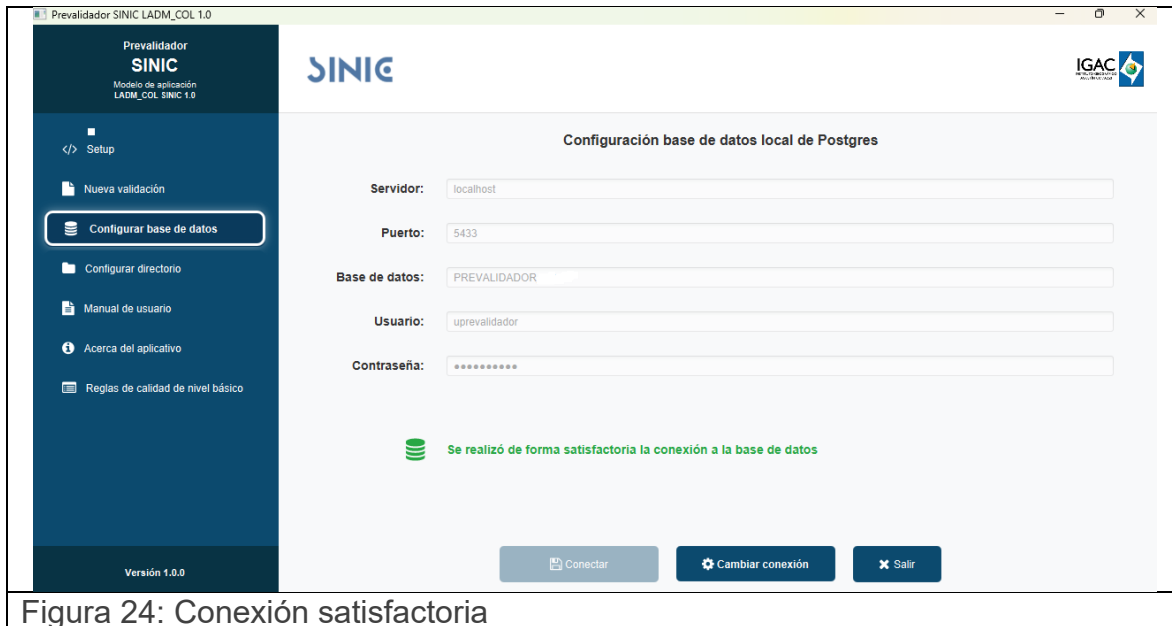 Prevalidador SINIC LADM_COL 1.0
Prevalidador
SINIC
Modelo de aplicación
LADM_COL SINIC 1.0
SINIC
IGAC
</> Setup
Nueva validación
Configurar base de datos
Configurar directorio
Manual de usuario
Acerca del aplicativo
Reglas de calidad de nivel básico
Versión 1.0.0
Configuración base de datos local de Postgres
Servidor: localhost
Puerto: 5433
Base de datos: PREVALIDADOR
Usuario: uprevalidador
Contraseña: ●●●●●●●●●●
Se realizó de forma satisfactoria la conexión a la base de datos
Conectar
Cambiar conexión
Salir
Figura 24: Conexión satisfactoria